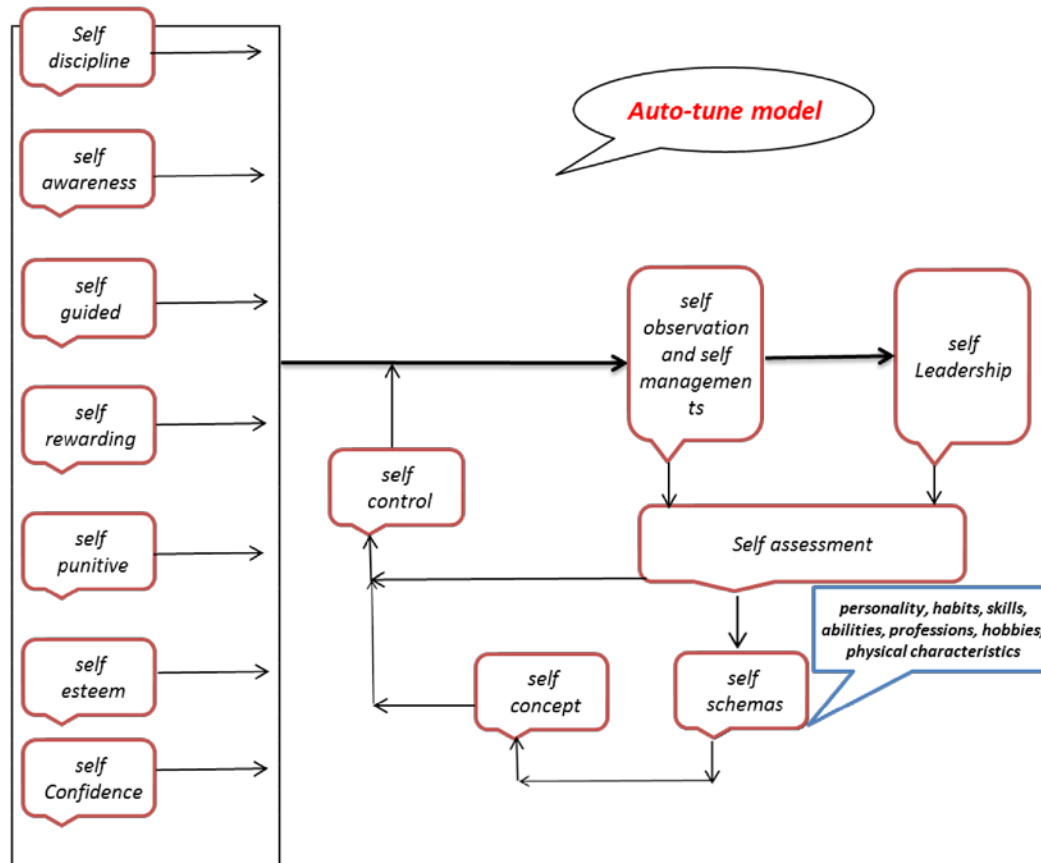 Self
discipline
self
awareness
self
guided
self
rewarding
self
punitive
self
esteem
self
Confidence
Auto-tune model
self
observation
and self
managemen
ts
self
Leadership
self
control
Self assessment
personality, habits, skills,
abilities, professions, hobbies,
physical characteristics
self
concept
self
schemas